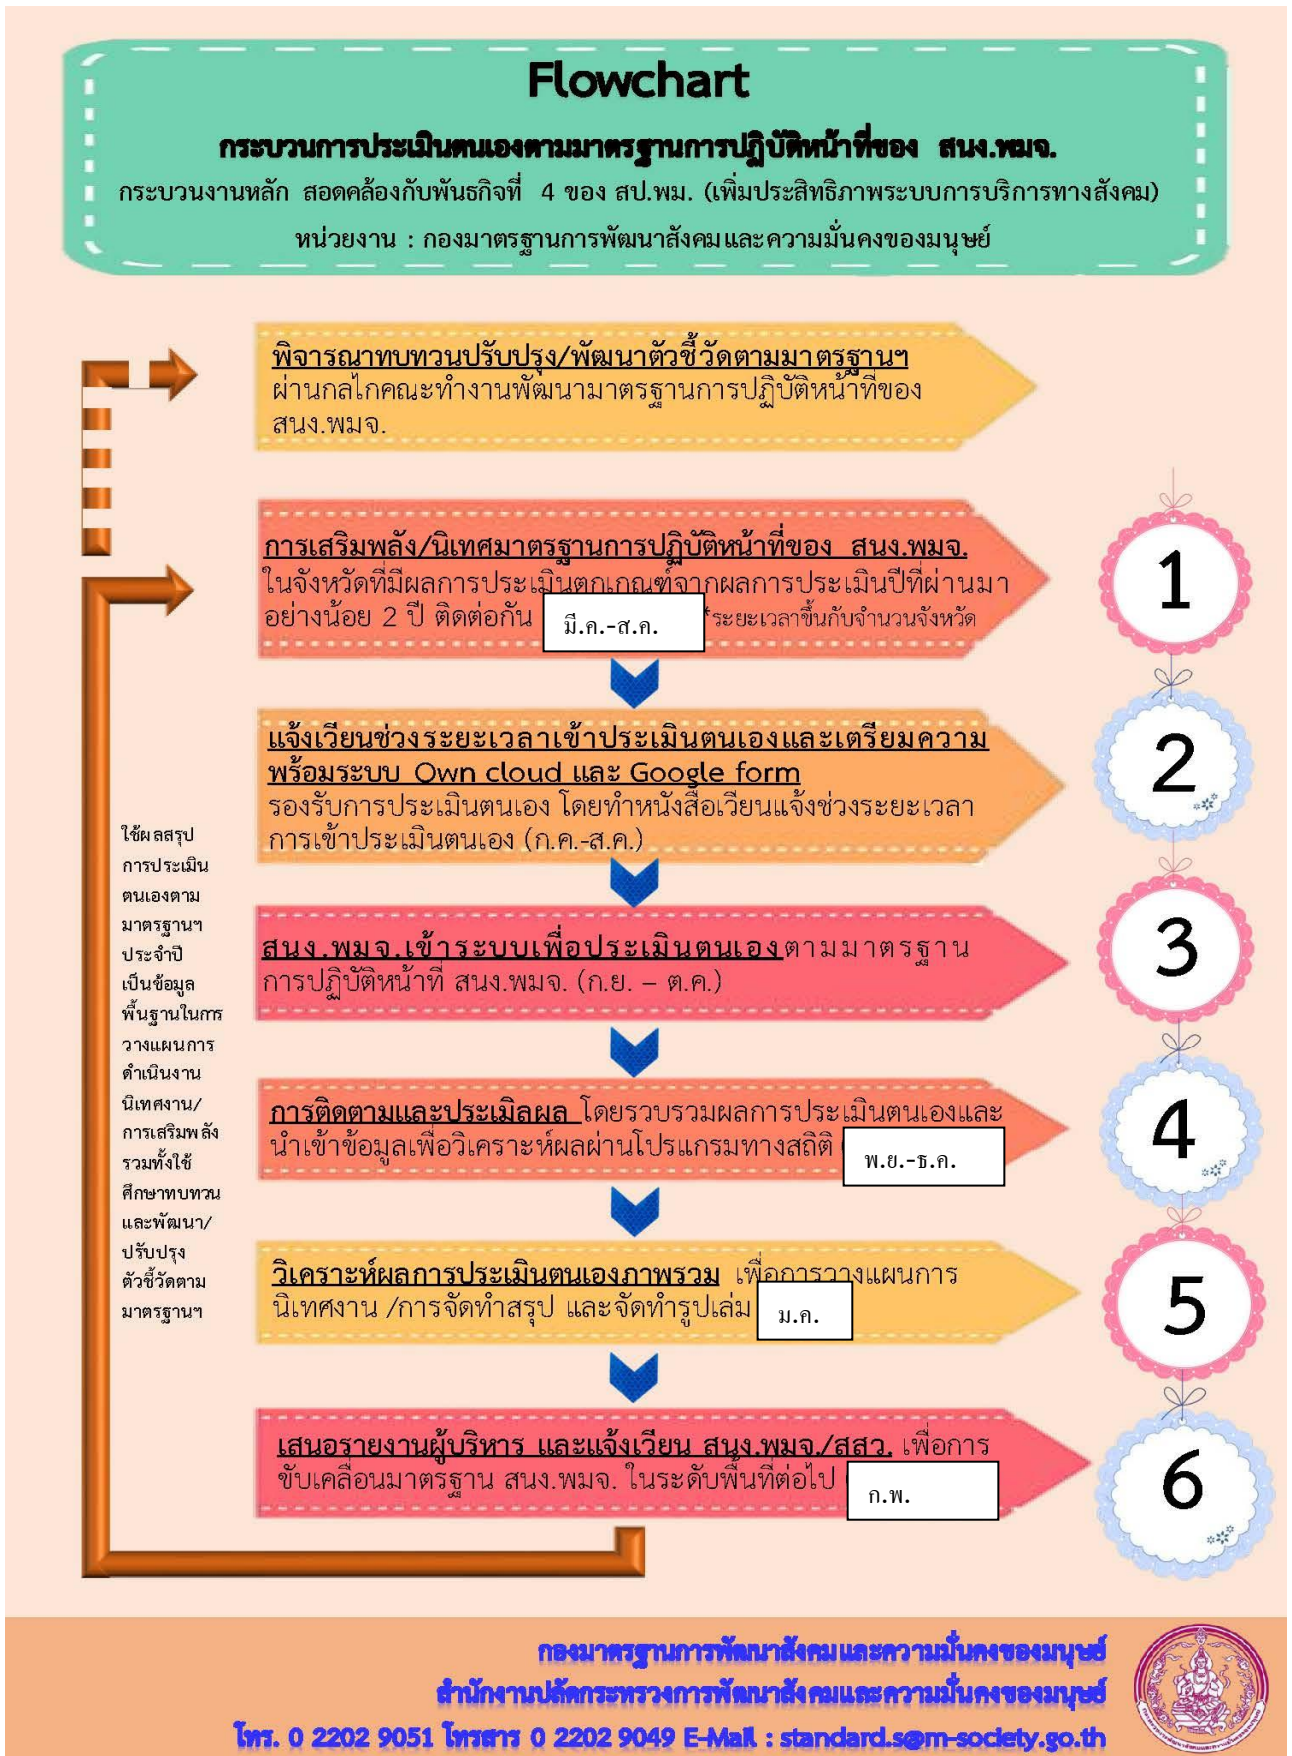 Flowchart
กระบวนการประเมินตนเองตามมาตรฐานการปฏิบัติหน้าที่ของ สนง.พมจ.
กระบวนงานหลัก สอดคล้องกับพันธกิจที่ 4 ของ สป.พม. (เพิ่มประสิทธิภาพระบบการบริการทางสังคม)
หน่วยงาน : กองมาตรฐานการพัฒนาสังคมและความมั่นคงของมนุษย์
พิจารณาทบทวนปรับปรุง/พัฒนาตัวชี้วัดตามมาตรฐานฯ
ผ่านกลไกคณะทำงานพัฒนามาตรฐานการปฏิบัติหน้าที่ของ
สนง.พมจ.
การเสริมพลัง/นิเทศมาตรฐานการปฏิบัติหน้าที่ของ สนง.พมจ.
ในจังหวัดที่มีผลการประเมินตกเกณฑ์จากผลการประเมินปีที่ผ่านมา
อย่างน้อย 2 ปี ติดต่อกัน มี.ค.-ส.ค. *ระยะเวลาขึ้นกับจำนวนจังหวัด
1
แจ้งเวียนช่วงระยะเวลาเข้าประเมินตนเองและเตรียมความ
พร้อมระบบ Own cloud และ Google form
รองรับการประเมินตนเอง โดยทำหนังสือเวียนแจ้งช่วงระยะเวลา
การเข้าประเมินตนเอง (ก.ค.-ส.ค.)
2
สนง.พมจ.เข้าระบบเพื่อประเมินตนเองตามมาตรฐาน
การปฏิบัติหน้าที่ สนง.พมจ. (ก.ย. – ต.ค.)
3
การติดตามและประเมิลผล โดยรวบรวมผลการประเมินตนเองและ
นำเข้าข้อมูลเพื่อวิเคราะห์ผลผ่านโปรแกรมทางสถิติ ( พ.ย.-ธ.ค.
4
วิเคราะห์ผลการประเมินตนเองภาพรวม เพื่อการวางแผนการ
นิเทศงาน /การจัดทำสรุป และจัดทำรูปเล่ม ม.ค.
5
เสนอรายงานผู้บริหาร และแจ้งเวียน สนง.พมจ./สสว. เพื่อการ
ขับเคลื่อนมาตรฐาน สนง.พมจ. ในระดับพื้นที่ต่อไป ( ก.พ.
6
ใช้ผลสรุป
การประเมิน
ตนเองตาม
มาตรฐานฯ
ประจำปี
เป็นข้อมูล
พื้นฐานในการ
วางแผนการ
ดำเนินงาน
นิเทศงาน/
การเสริมพลัง
รวมทั้งใช้
ศึกษาทบทวน
และพัฒนา/
ปรับปรุง
ตัวชี้วัดตาม
มาตรฐานฯ
กองมาตรฐานการพัฒนาสังคมและความมั่นคงของมนุษย์
สำนักงานปลัดกระทรวงการพัฒนาสังคมและความมั่นคงของมนุษย์
โทร. 0 2202 9051 โทรสาร 0 2202 9049 E-Mail : standard.s@m-society.go.th